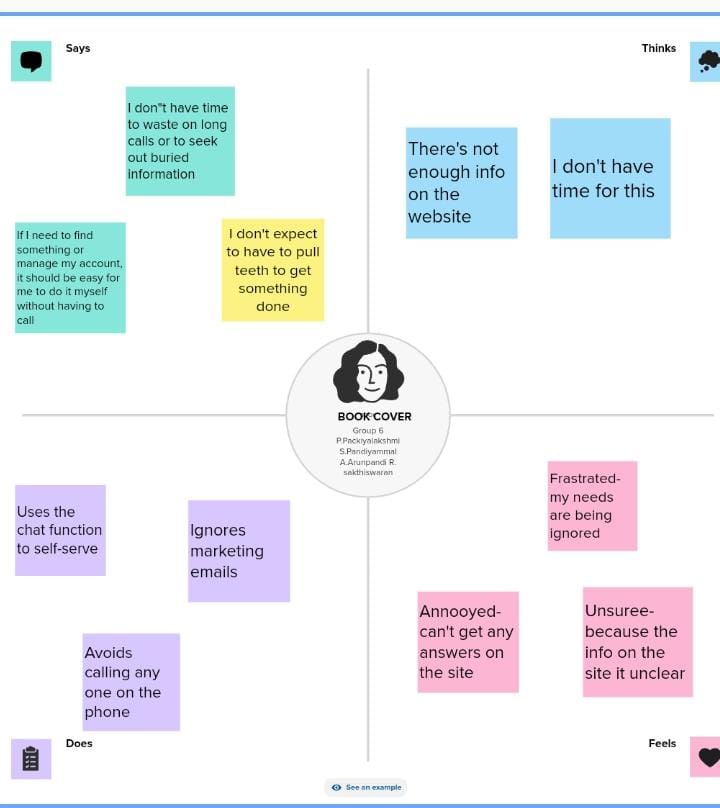 Says
Thinks
I don"t have time
to waste on long
calls or to seek
out buried
information
If I need to find
something or
manage my account,
it should be easy for
me to do it myself
without having to
call
I don't expect
to have to pull
teeth to get
something
done
There's not
enough info
on the
website
I don't have
time for this
BOOK COVER
Group 6
P.Packiyalakshmi
S.Pandiyammal
A.Arunpandi R.
sakthiswaran
Uses the
chat function
to self-serve
Ignores
marketing
emails
Avoids
calling any
one on the
phone
Frastrated-
my needs
are being
ignored
Annooyed-
can't get any
answers on
the site
Unsuree-
because the
info on the
site it unclear
Does
Feels
See an example